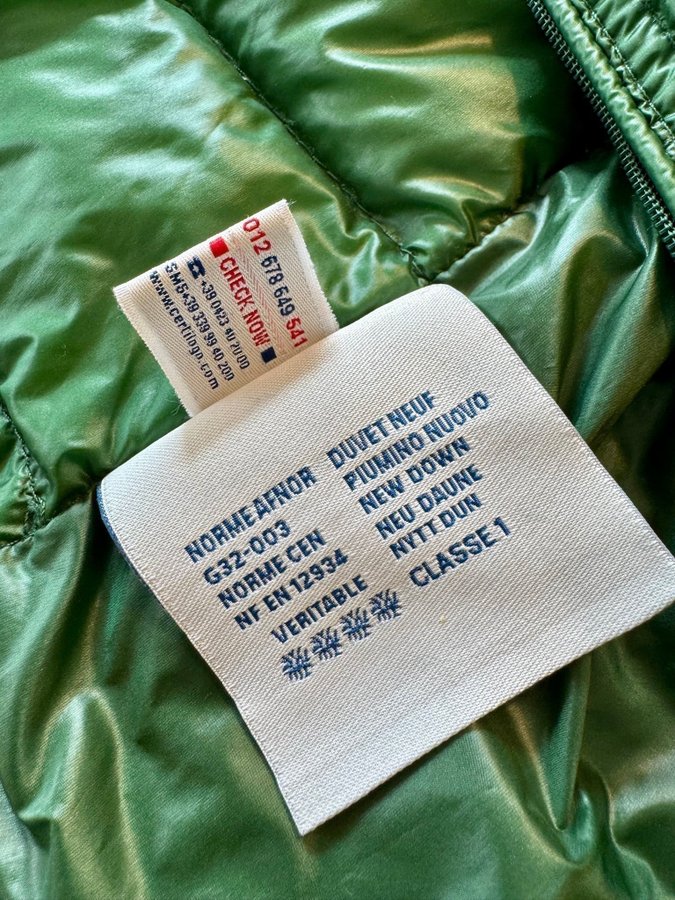 012 678 649 541
CHECK NOW
+39 0423 40 20 00
SMS+39 339 99 40 200
www.certilogo.com
NORME AFNOR
G32-003
NORME CEN
NF EN 12934
VERITABLE
DUVET NEUF
PIUMINO NUOVO
NEW DOWN
NEU DAUNE
NYTT DUN
CLASSE 1